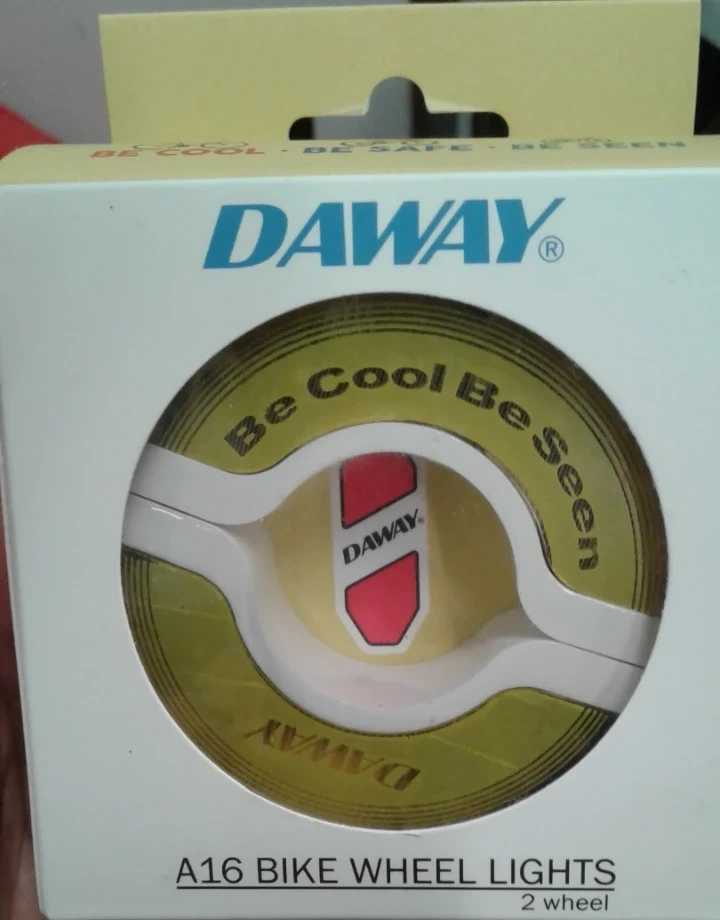 BE COOL · BE SAFE · BE SEEN
DAWAY®
Be Cool Be Seen
DAWAY®
DAWAY
A16 BIKE WHEEL LIGHTS
2 wheel